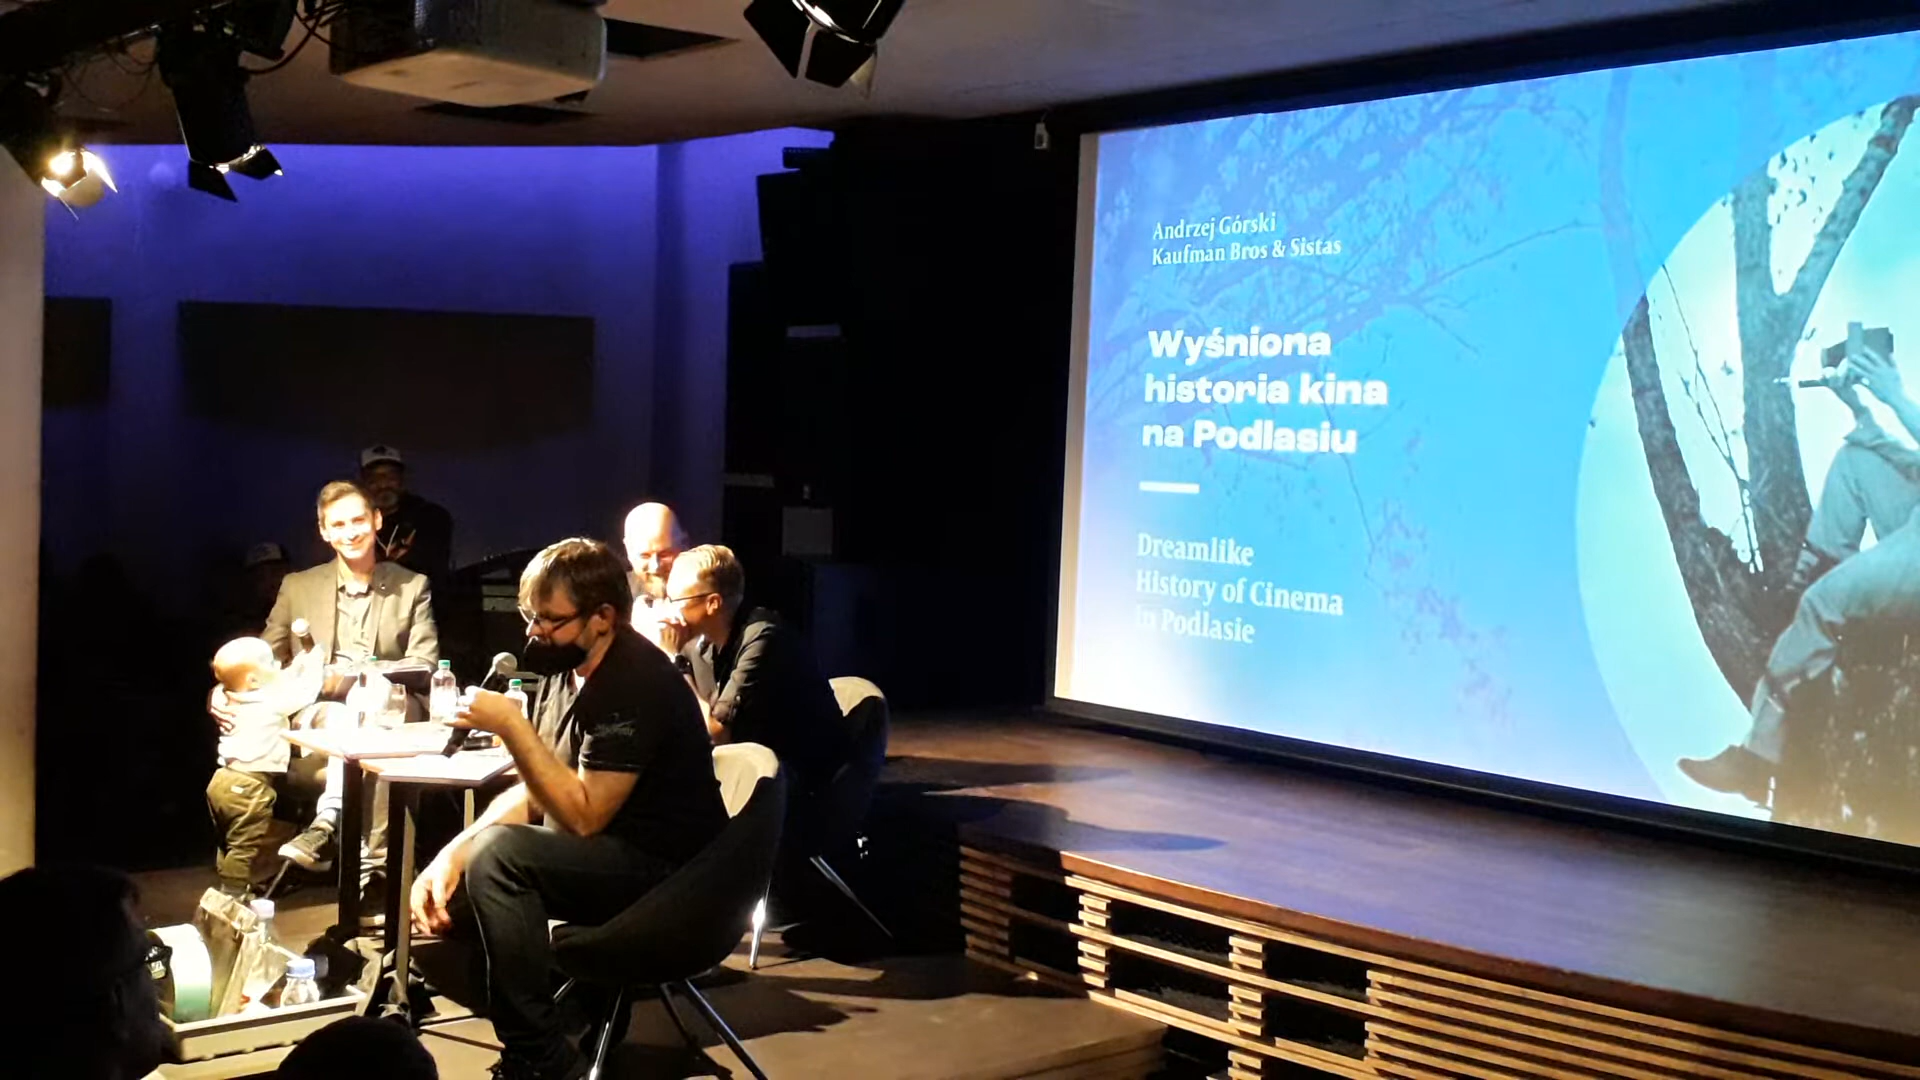 Andrzej Górski
Kaufman Bros & Sistas
Wyśniona
historia kina
na Podlasiu
Dreamlike
History of Cinema
in Podlasie